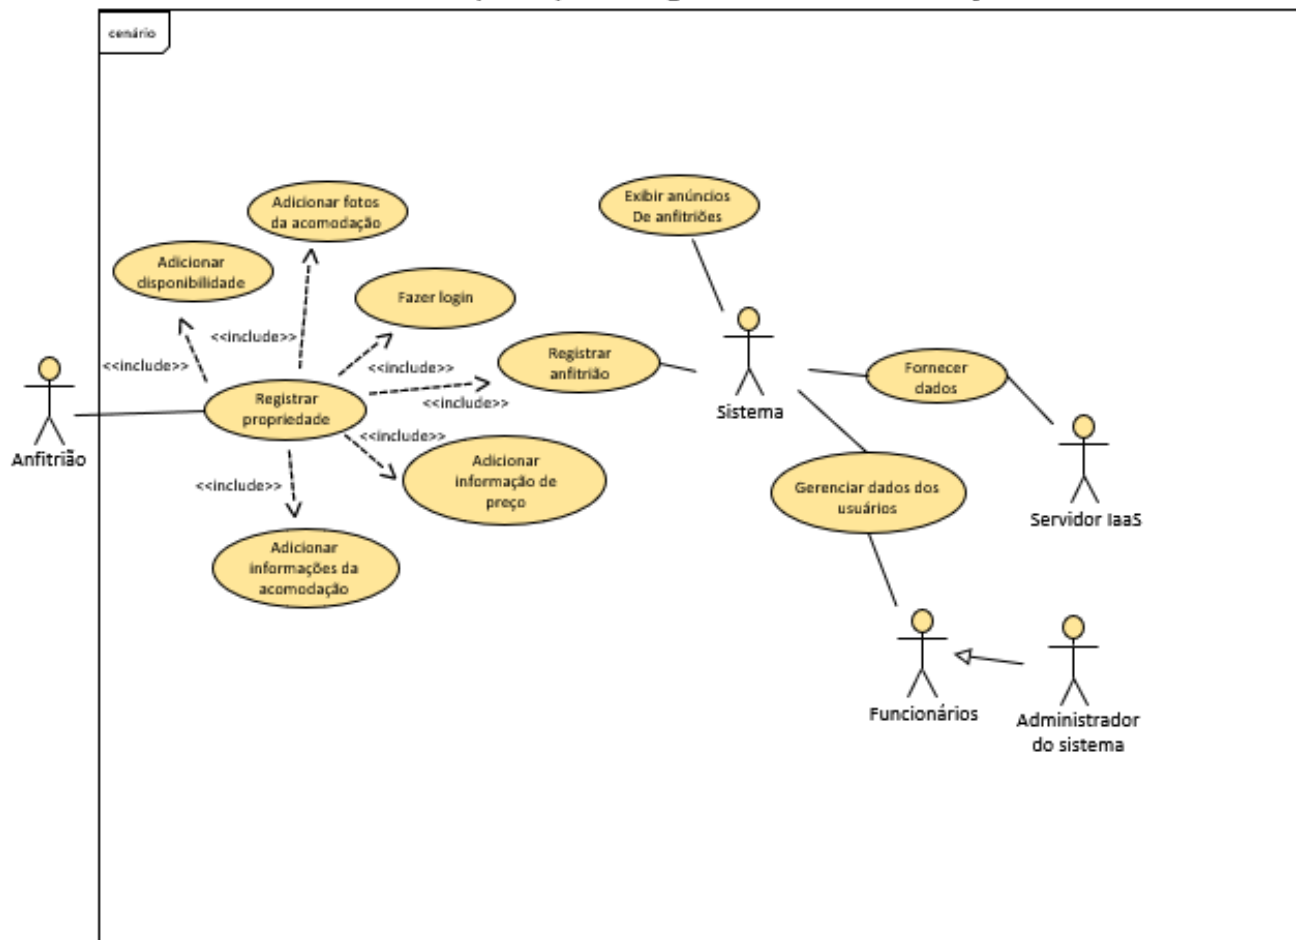 cenário
Adicionar fotos
da acomodação
Exibir anúncios
De anfitriões
Adicionar
disponibilidade
Fazer login
<<include>>
<<include>>
<<include>>
<<include>>
<<include>>
<<include>>
Registrar
anfitrião
Fornecer
dados
Sistema
Registrar
propriedade
Anfitrião
Adicionar
informação de
preço
Gerenciar dados dos
usuários
Servidor IaaS
Adicionar
informações da
acomodação
Funcionários
Administrador
do sistema